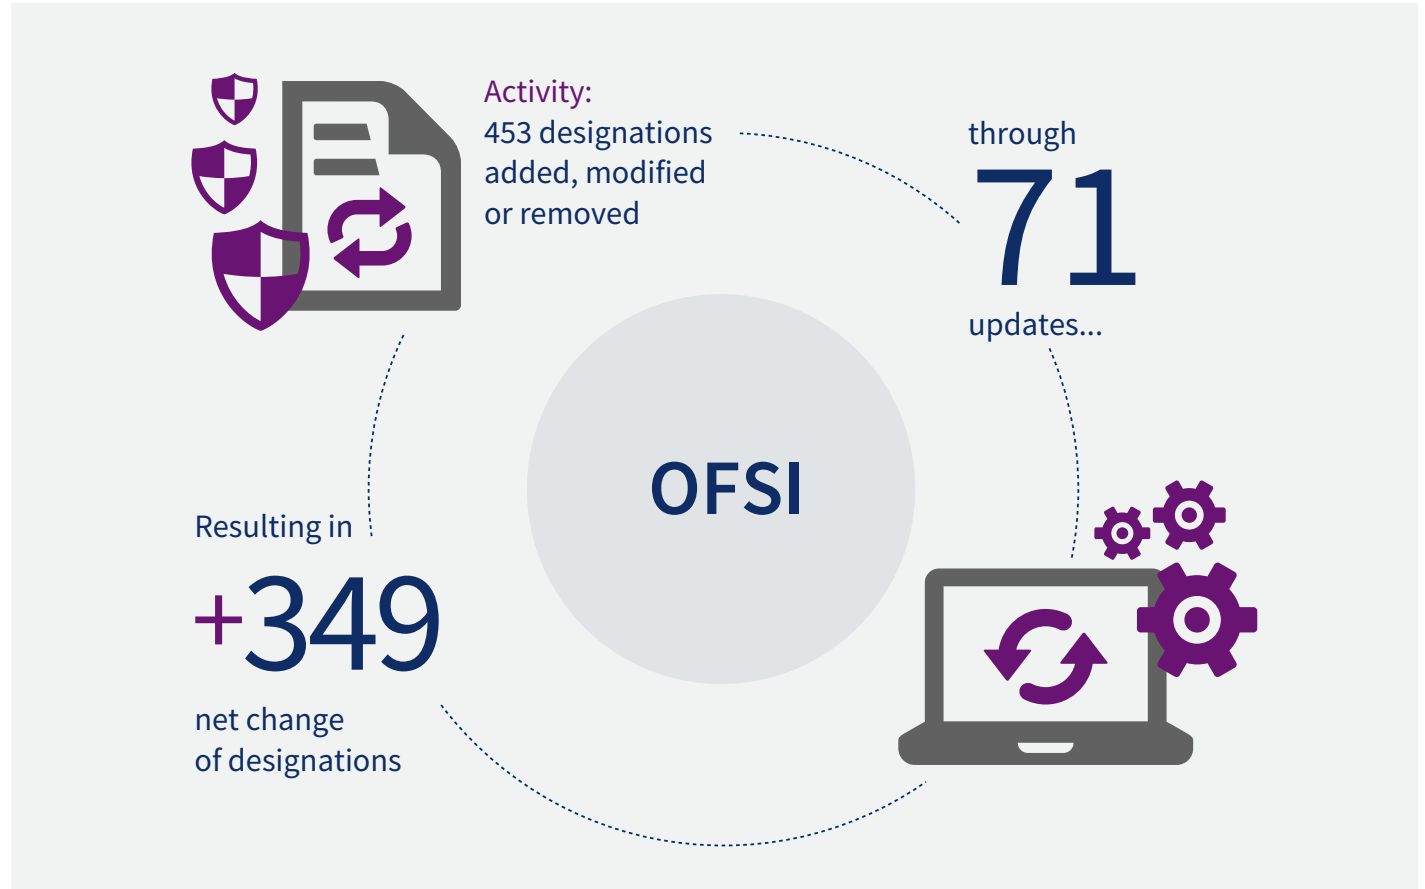 Activity:
453 designations
added, modified
or removed
through
71
updates...
OFSI
Resulting in
+349
net change
of designations